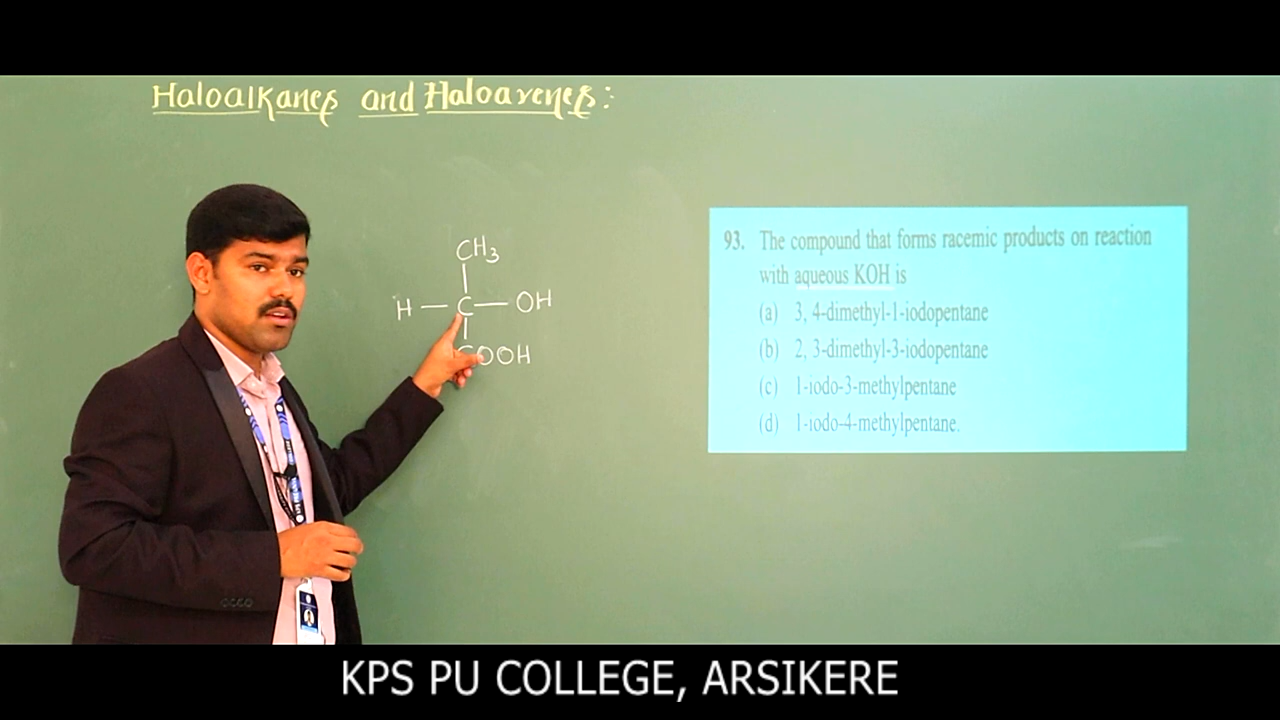 Haloalkanes and Haloarenes:
CH3
H — C — OH
COOH
93. The compound that forms racemic products on reaction
with aqueous KOH is
(a) 3, 4-dimethyl-1-iodopentane
(b) 2, 3-dimethyl-3-iodopentane
(c) 1-iodo-3-methylpentane
(d) 1-iodo-4-methylpentane.
KPS PU COLLEGE, ARSIKERE